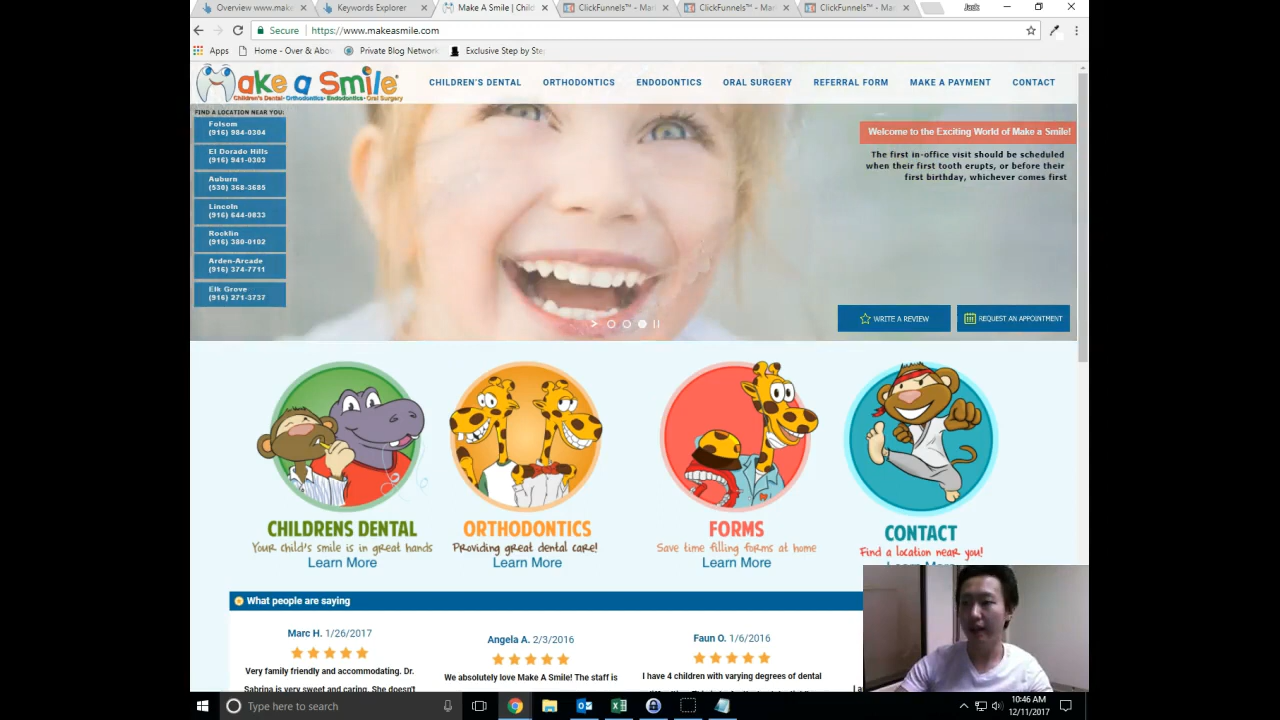 Overview www.make
Keywords Explorer
Make A Smile | Child
ClickFunnels™ - Mar
ClickFunnels™ - Mar
ClickFunnels™ - Mar
Jack
Secure
https://www.makeasmile.com
Apps
Home - Over & Abo
Private Blog Network
Exclusive Step by Ste
ake a Smile
Children's Dental • Orthodontics • Endodontics • Oral Surgery
CHILDREN'S DENTAL
ORTHODONTICS
ENDODONTICS
ORAL SURGERY
REFERRAL FORM
MAKE A PAYMENT
CONTACT
FIND A LOCATION NEAR YOU:
Folsom
(916) 984-0304
El Dorado Hills
(916) 941-0303
Auburn
(530) 368-3685
Lincoln
(916) 644-0833
Rocklin
(916) 380-0102
Arden-Arcade
(916) 374-7711
Elk Grove
(916) 271-3737
Welcome to the Exciting World of Make a Smile!
The first in-office visit should be scheduled
when their first tooth erupts, or before their
first birthday, whichever comes first
WRITE A REVIEW
REQUEST AN APPOINTMENT
CHILDRENS DENTAL
Your child's smile is in great hands
Learn More
ORTHODONTICS
Providing great dental care!
Learn More
FORMS
Save time filling forms at home
Learn More
CONTACT
Find a location near you!
What people are saying
Marc H. 1/26/2017
Very family friendly and accommodating. Dr.
Sabrina is very sweet and caring. She doesn't
Angela A. 2/3/2016
We absolutely love Make A Smile! The staff is
Faun O. 1/6/2016
I have 4 children with varying degrees of dental
Type here to search
10:46 AM
12/11/2017